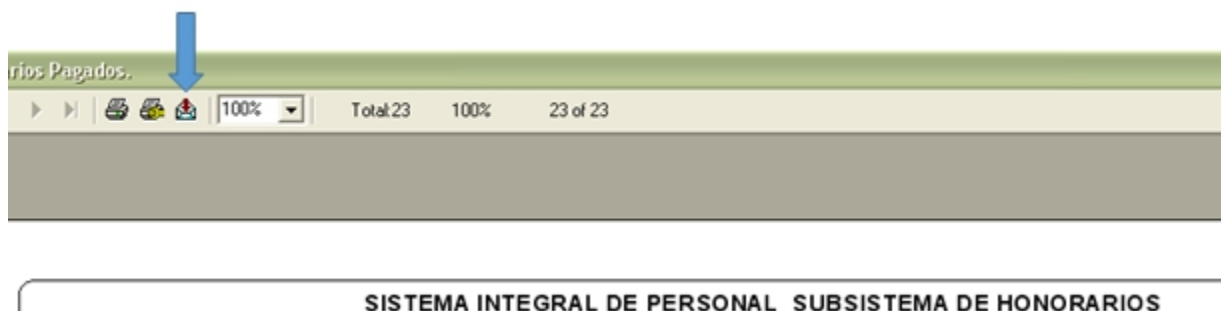 rios Pagados.
100% Total:23 100% 23 of 23
SISTEMA INTEGRAL DE PERSONAL SUBSISTEMA DE HONORARIOS